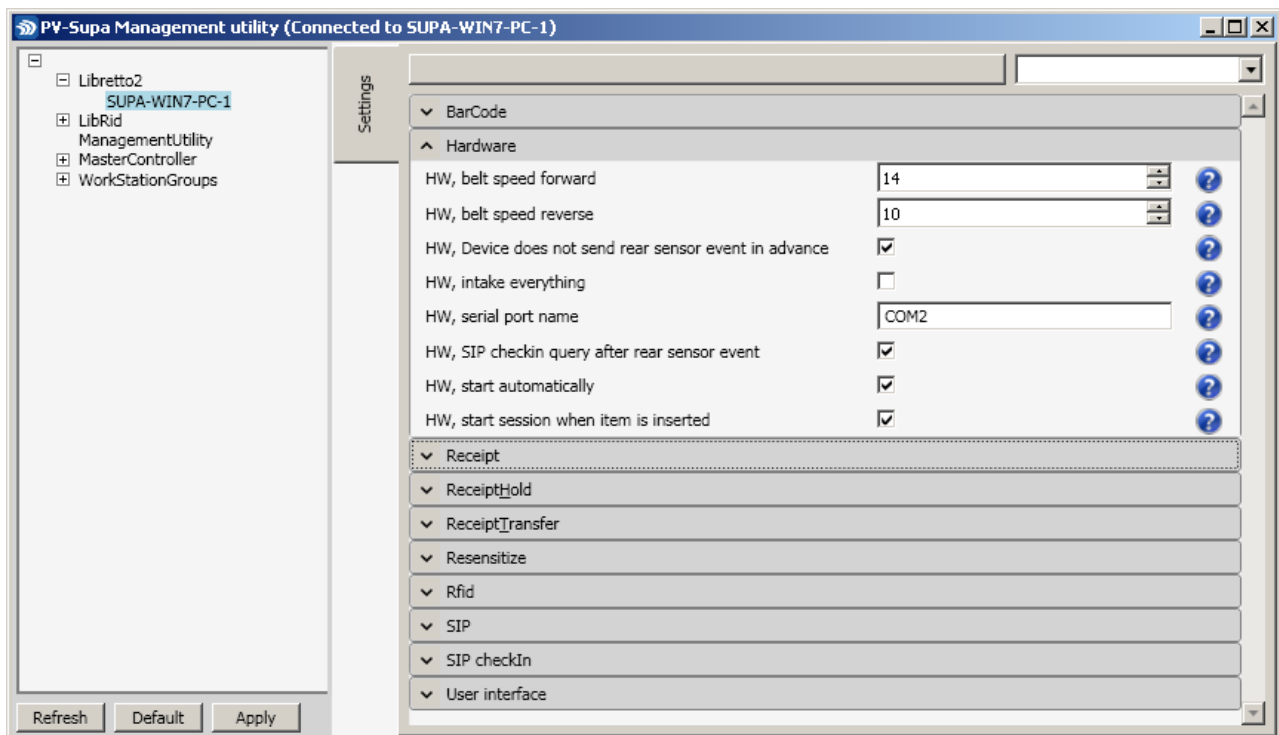 PV-Supa Management utility (Connected to SUPA-WIN7-PC-1)
Libretto2
SUPA-WIN7-PC-1
LibRid
ManagementUtility
MasterController
WorkStationGroups
Settings
BarCode
Hardware
HW, belt speed forward 14
HW, belt speed reverse 10
HW, Device does not send rear sensor event in advance
HW, intake everything
HW, serial port name COM2
HW, SIP checkin query after rear sensor event
HW, start automatically
HW, start session when item is inserted
Receipt
ReceiptHold
ReceiptTransfer
Resensitize
Rfid
SIP
SIP checkIn
User interface
Refresh Default Apply